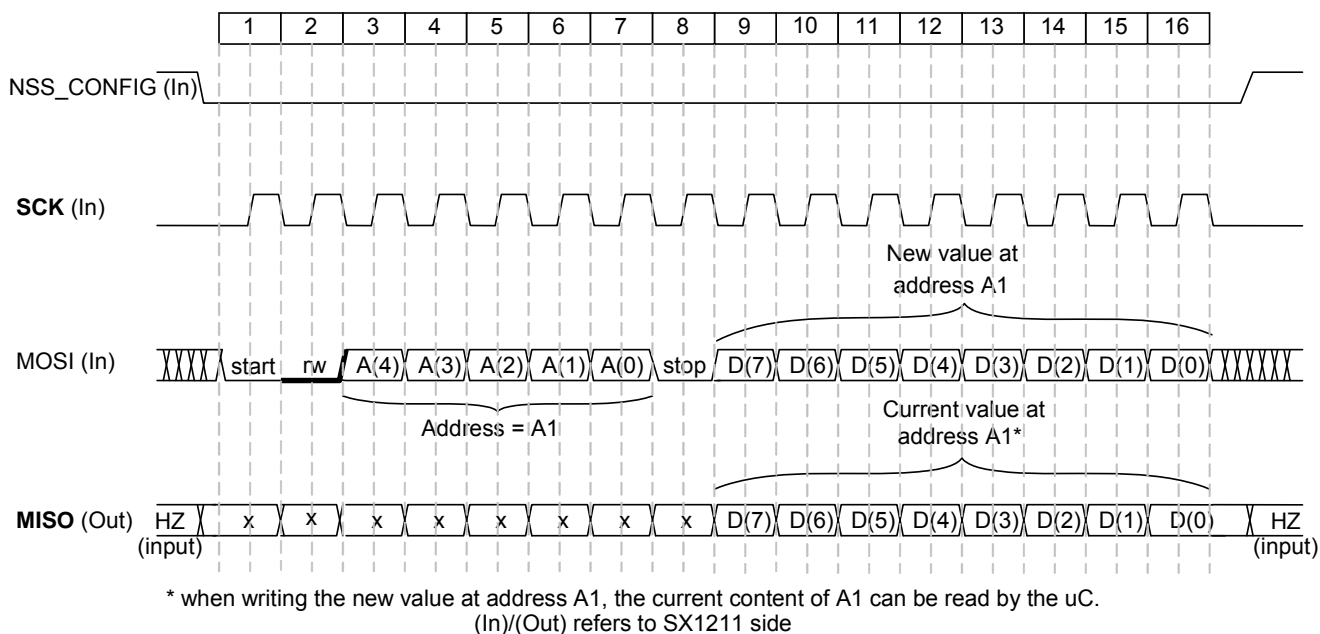 1 2 3 4 5 6 7 8 9 10 11 12 13 14 15 16
NSS_CONFIG (In)
SCK (In)
New value at
address A1
MOSI (In) start rw A(4) A(3) A(2) A(1) A(0) stop D(7) D(6) D(5) D(4) D(3) D(2) D(1) D(0)
Address = A1
Current value at
address A1*
MISO (Out) HZ x x x x x x x x D(7) D(6) D(5) D(4) D(3) D(2) D(1) D(0) HZ
(input) (input)
* when writing the new value at address A1, the current content of A1 can be read by the uC.
(In)/(Out) refers to SX1211 side